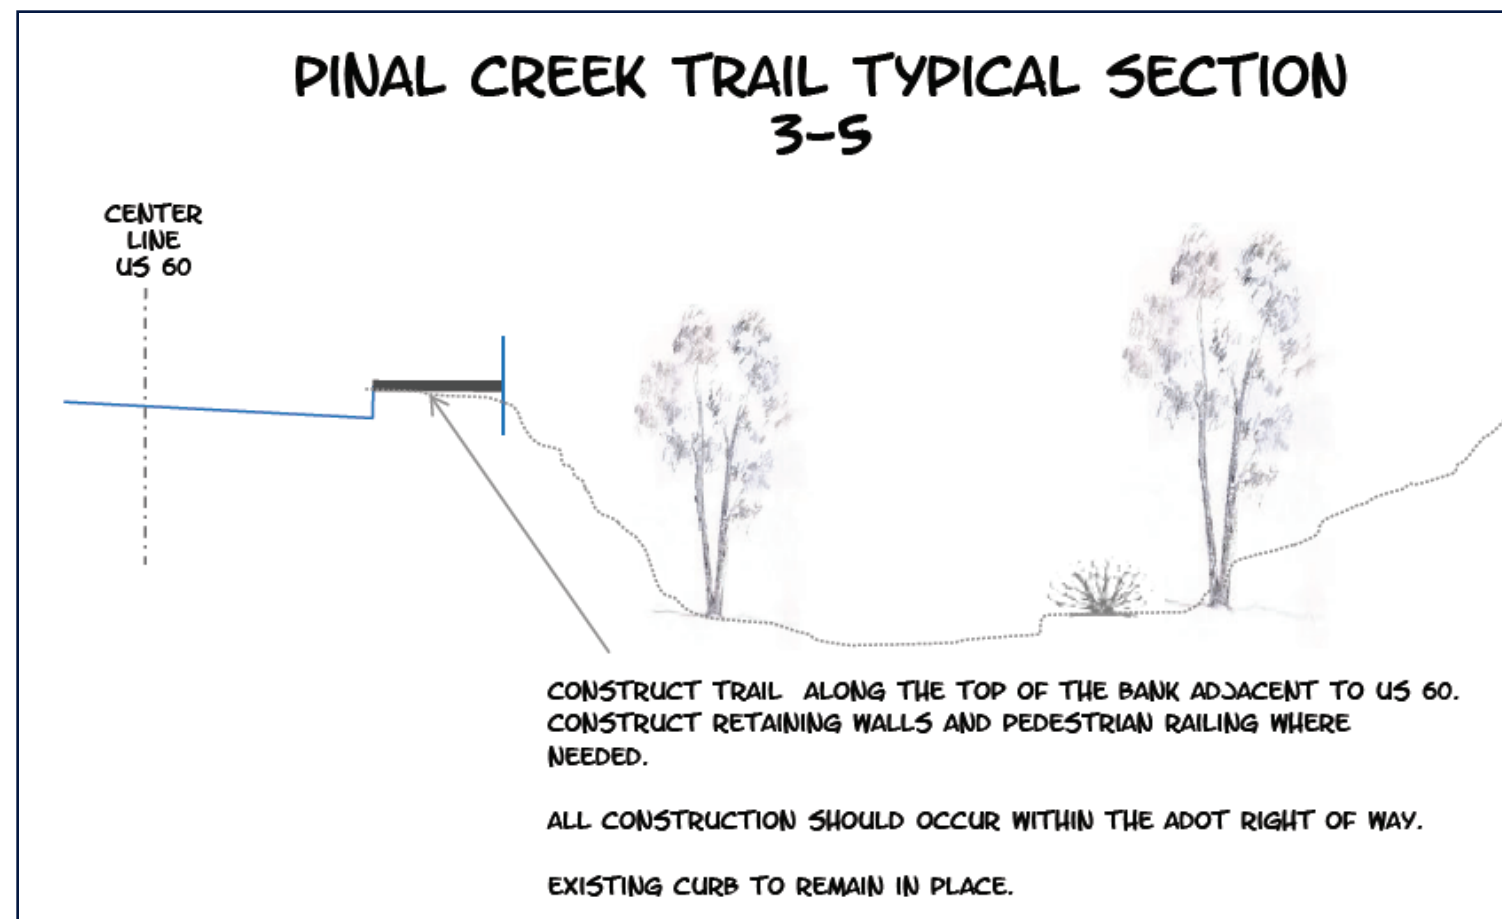 PINAL CREEK TRAIL TYPICAL SECTION
3-5
CENTER
LINE
US 60
CONSTRUCT TRAIL ALONG THE TOP OF THE BANK ADJACENT TO US 60.
CONSTRUCT RETAINING WALLS AND PEDESTRIAN RAILING WHERE
NEEDED.
ALL CONSTRUCTION SHOULD OCCUR WITHIN THE ADOT RIGHT OF WAY.
EXISTING CURB TO REMAIN IN PLACE.